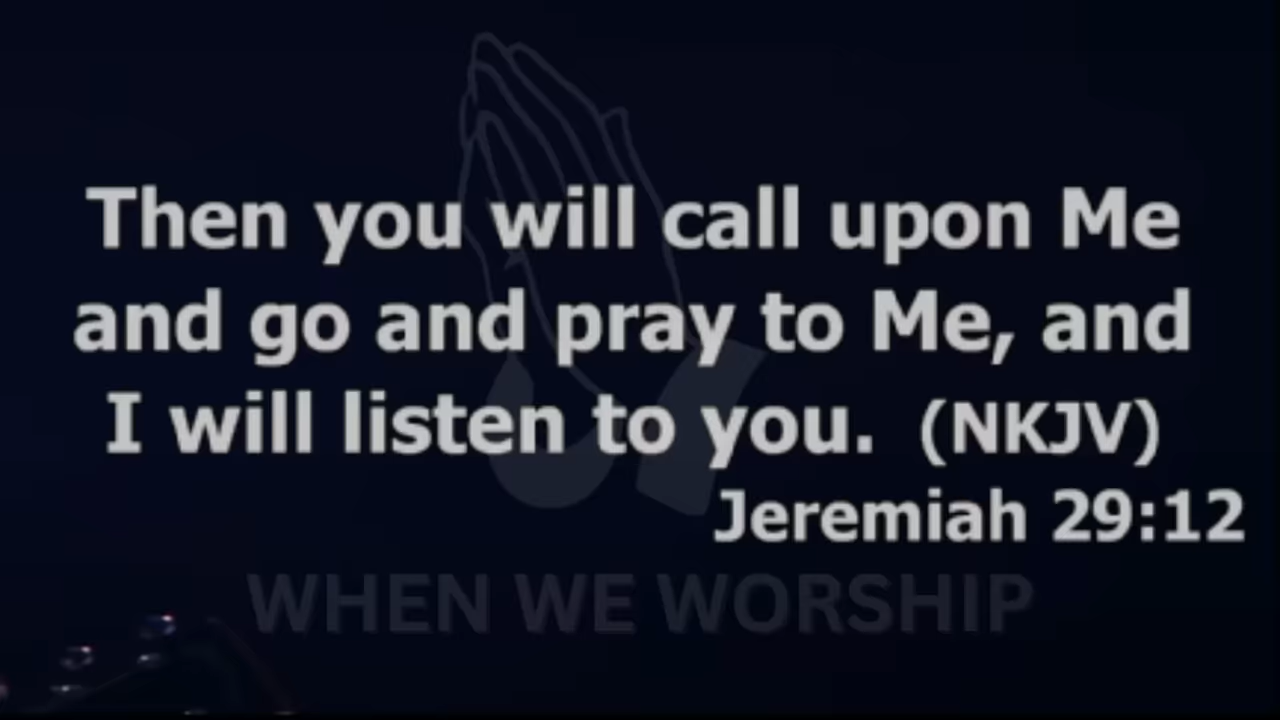 Then you will call upon Me
and go and pray to Me, and
I will listen to you. (NKJV)
Jeremiah 29:12
WHEN WE WORSHIP